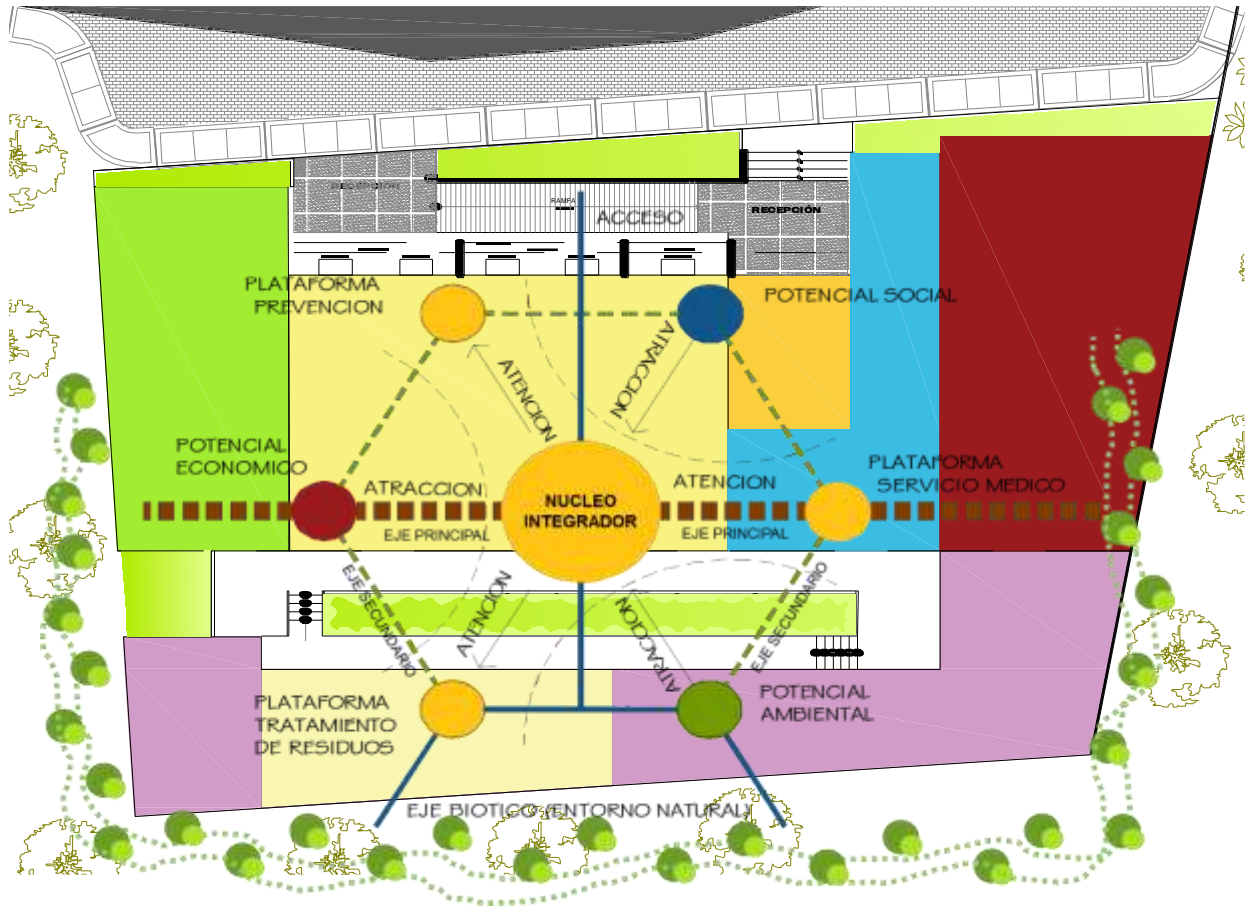 RECEPCION
RAMPA
ACCESO
RECEPCIÓN
PLATAFORMA
PREVENCION
POTENCIAL SOCIAL
ATENCION
ATRACCION
POTENCIAL
ECONOMICO
ATRACCION
EJE PRINCIPAL
NUCLEO
INTEGRADOR
ATENCION
EJE PRINCIPAL
PLATAFORMA
SERVICIO MEDICO
EJE SECUNDARIO
ATENCION
ATRACCION
EJE SECUNDARIO
PLATAFORMA
TRATAMIENTO
DE RESIDUOS
POTENCIAL
AMBIENTAL
EJE BIOTICO (ENTORNO NATURAL)